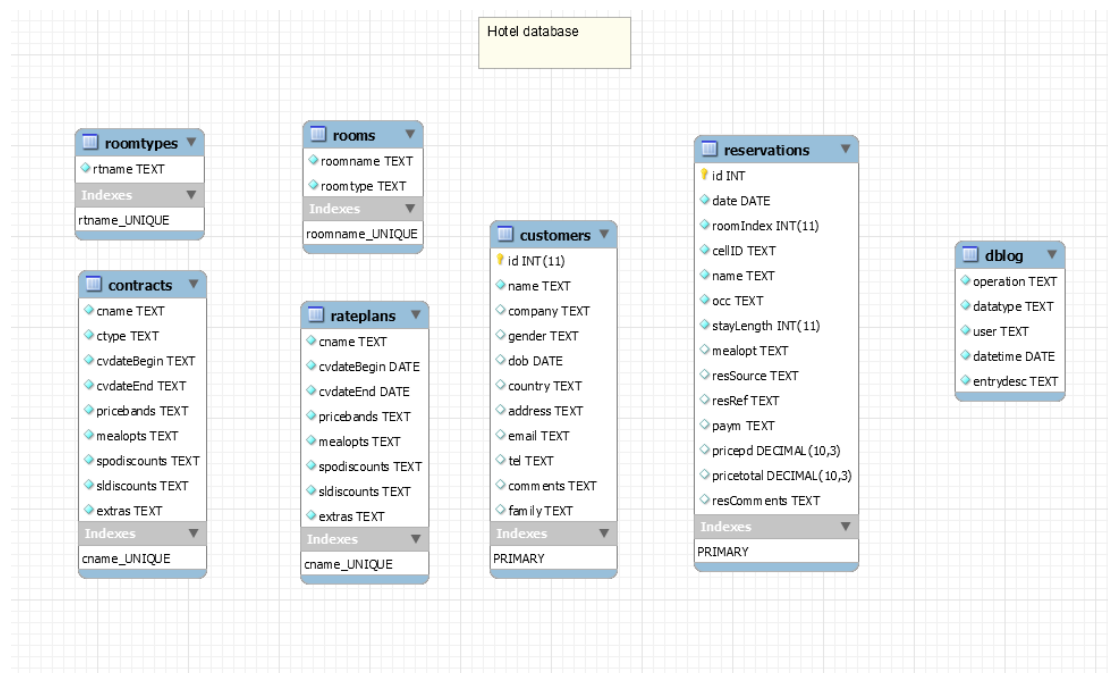 Hotel database
roomtypes
rtname TEXT
Indexes
rtname_UNIQUE
rooms
roomname TEXT
roomtype TEXT
Indexes
roomname_UNIQUE
contracts
cname TEXT
ctype TEXT
cvdateBegin TEXT
cvdateEnd TEXT
pricebands TEXT
mealopts TEXT
spodiscounts TEXT
sldiscounts TEXT
extras TEXT
Indexes
cname_UNIQUE
rateplans
cname TEXT
cvdateBegin DATE
cvdateEnd DATE
pricebands TEXT
mealopts TEXT
spodiscounts TEXT
sldiscounts TEXT
extras TEXT
Indexes
cname_UNIQUE
customers
id INT(11)
name TEXT
company TEXT
gender TEXT
dob DATE
country TEXT
address TEXT
email TEXT
tel TEXT
comments TEXT
family TEXT
Indexes
PRIMARY
reservations
id INT
date DATE
roomIndex INT(11)
cellID TEXT
name TEXT
occ TEXT
stayLength INT(11)
mealopt TEXT
resSource TEXT
resRef TEXT
paym TEXT
pricepd DECIMAL(10,3)
pricetotal DECIMAL(10,3)
resComments TEXT
Indexes
PRIMARY
dblog
operation TEXT
datatype TEXT
user TEXT
datetime DATE
entrydesc TEXT